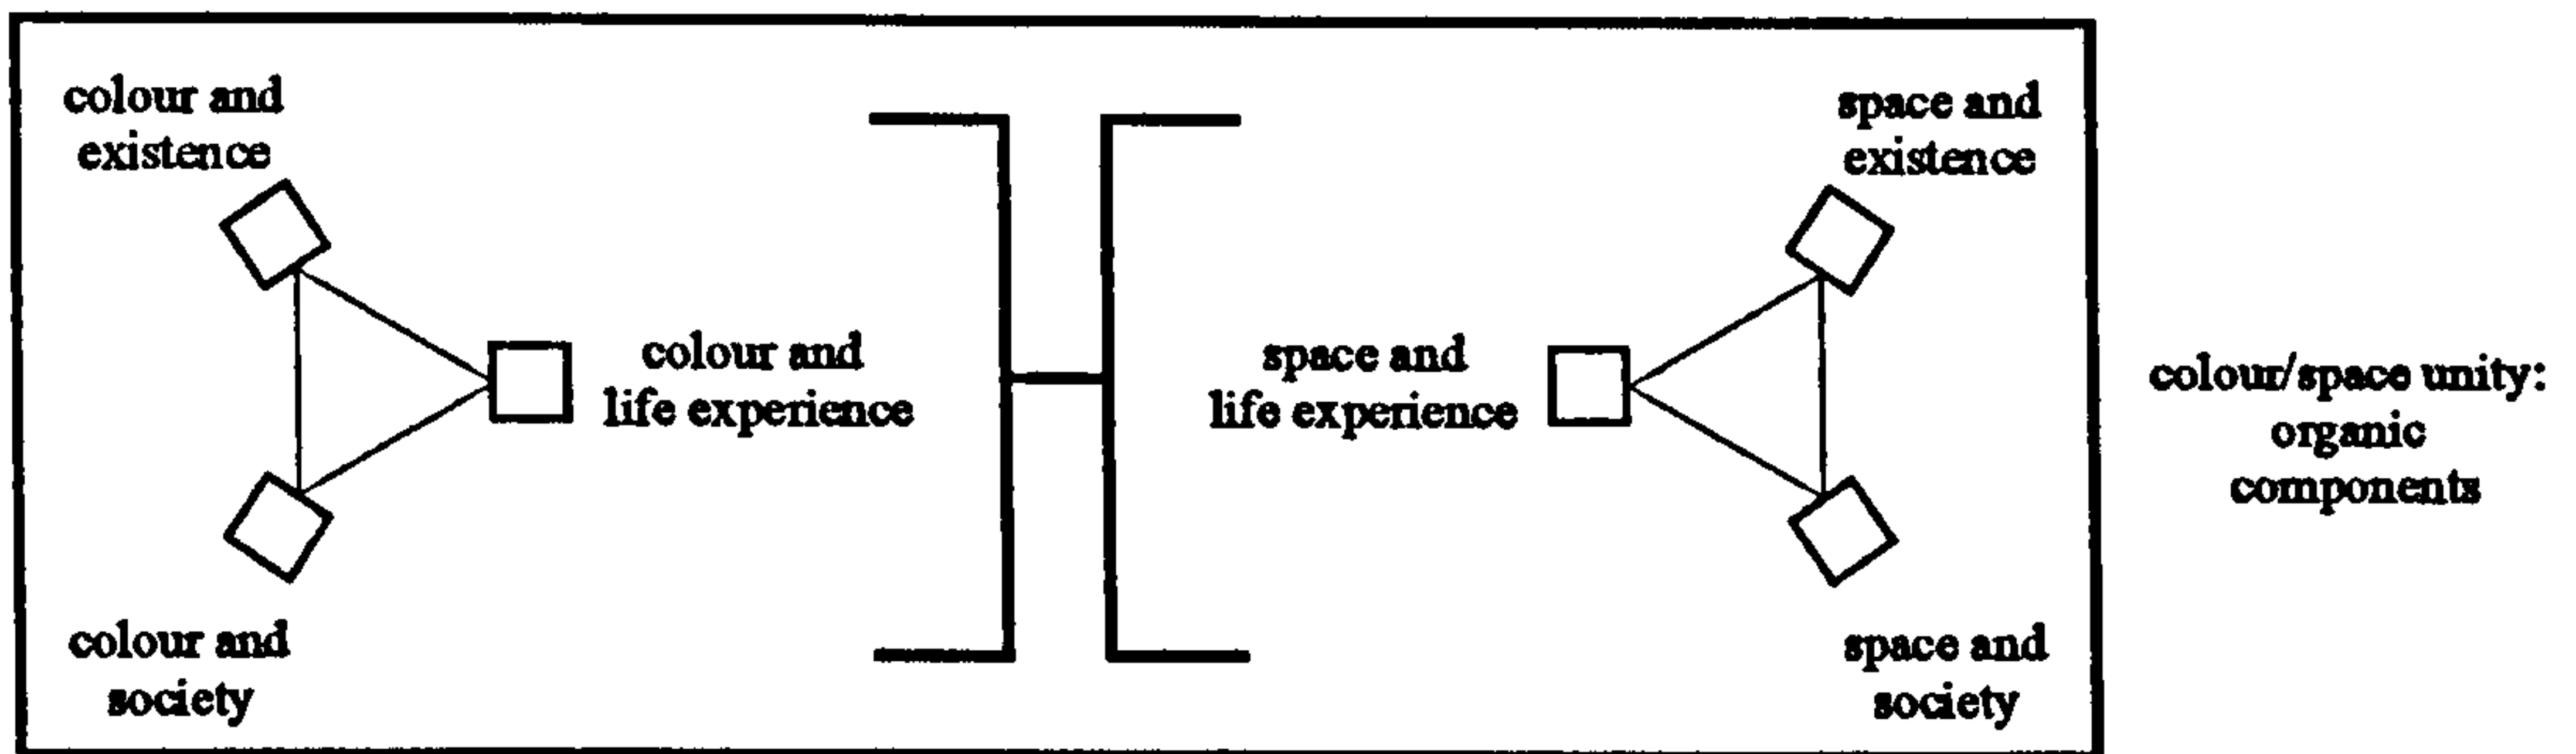 colour and
existence
space and
existence
colour and
life experience
space and
life experience
colour/space unity:
organic
components
colour and
society
space and
society